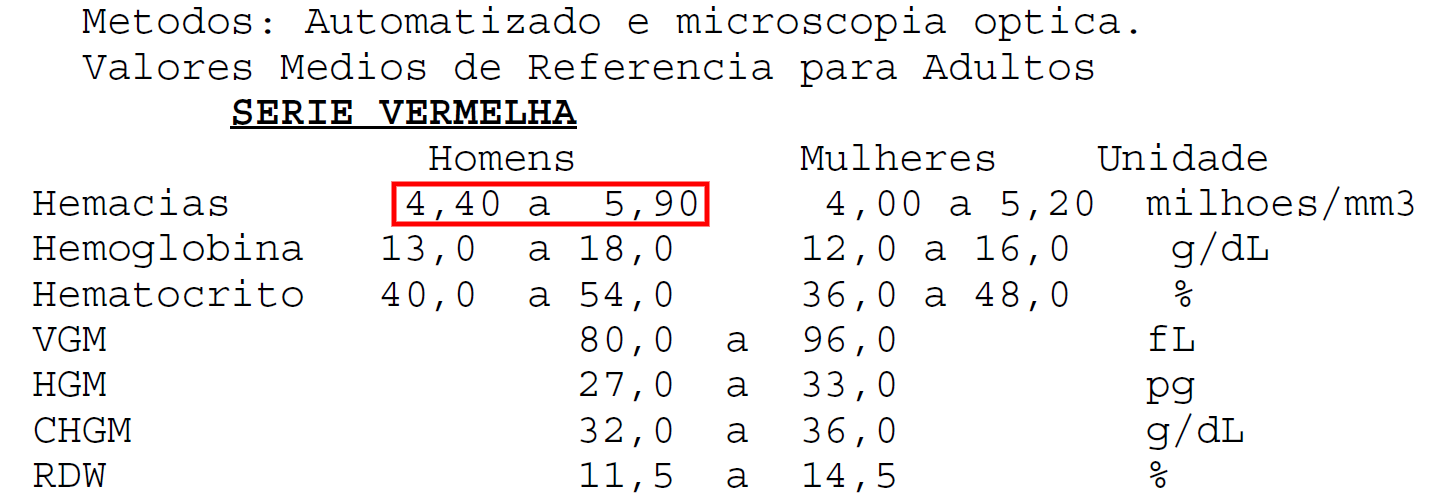 Metodos: Automatizado e microscopia optica.
Valores Medios de Referencia para Adultos
SERIE VERMELHA
Homens Mulheres Unidade
Hemacias 4,40 a 5,90 4,00 a 5,20 milhoes/mm3
Hemoglobina 13,0 a 18,0 12,0 a 16,0 g/dL
Hematocrito 40,0 a 54,0 36,0 a 48,0 %
VGM 80,0 a 96,0 fL
HGM 27,0 a 33,0 pg
CHGM 32,0 a 36,0 g/dL
RDW 11,5 a 14,5 %